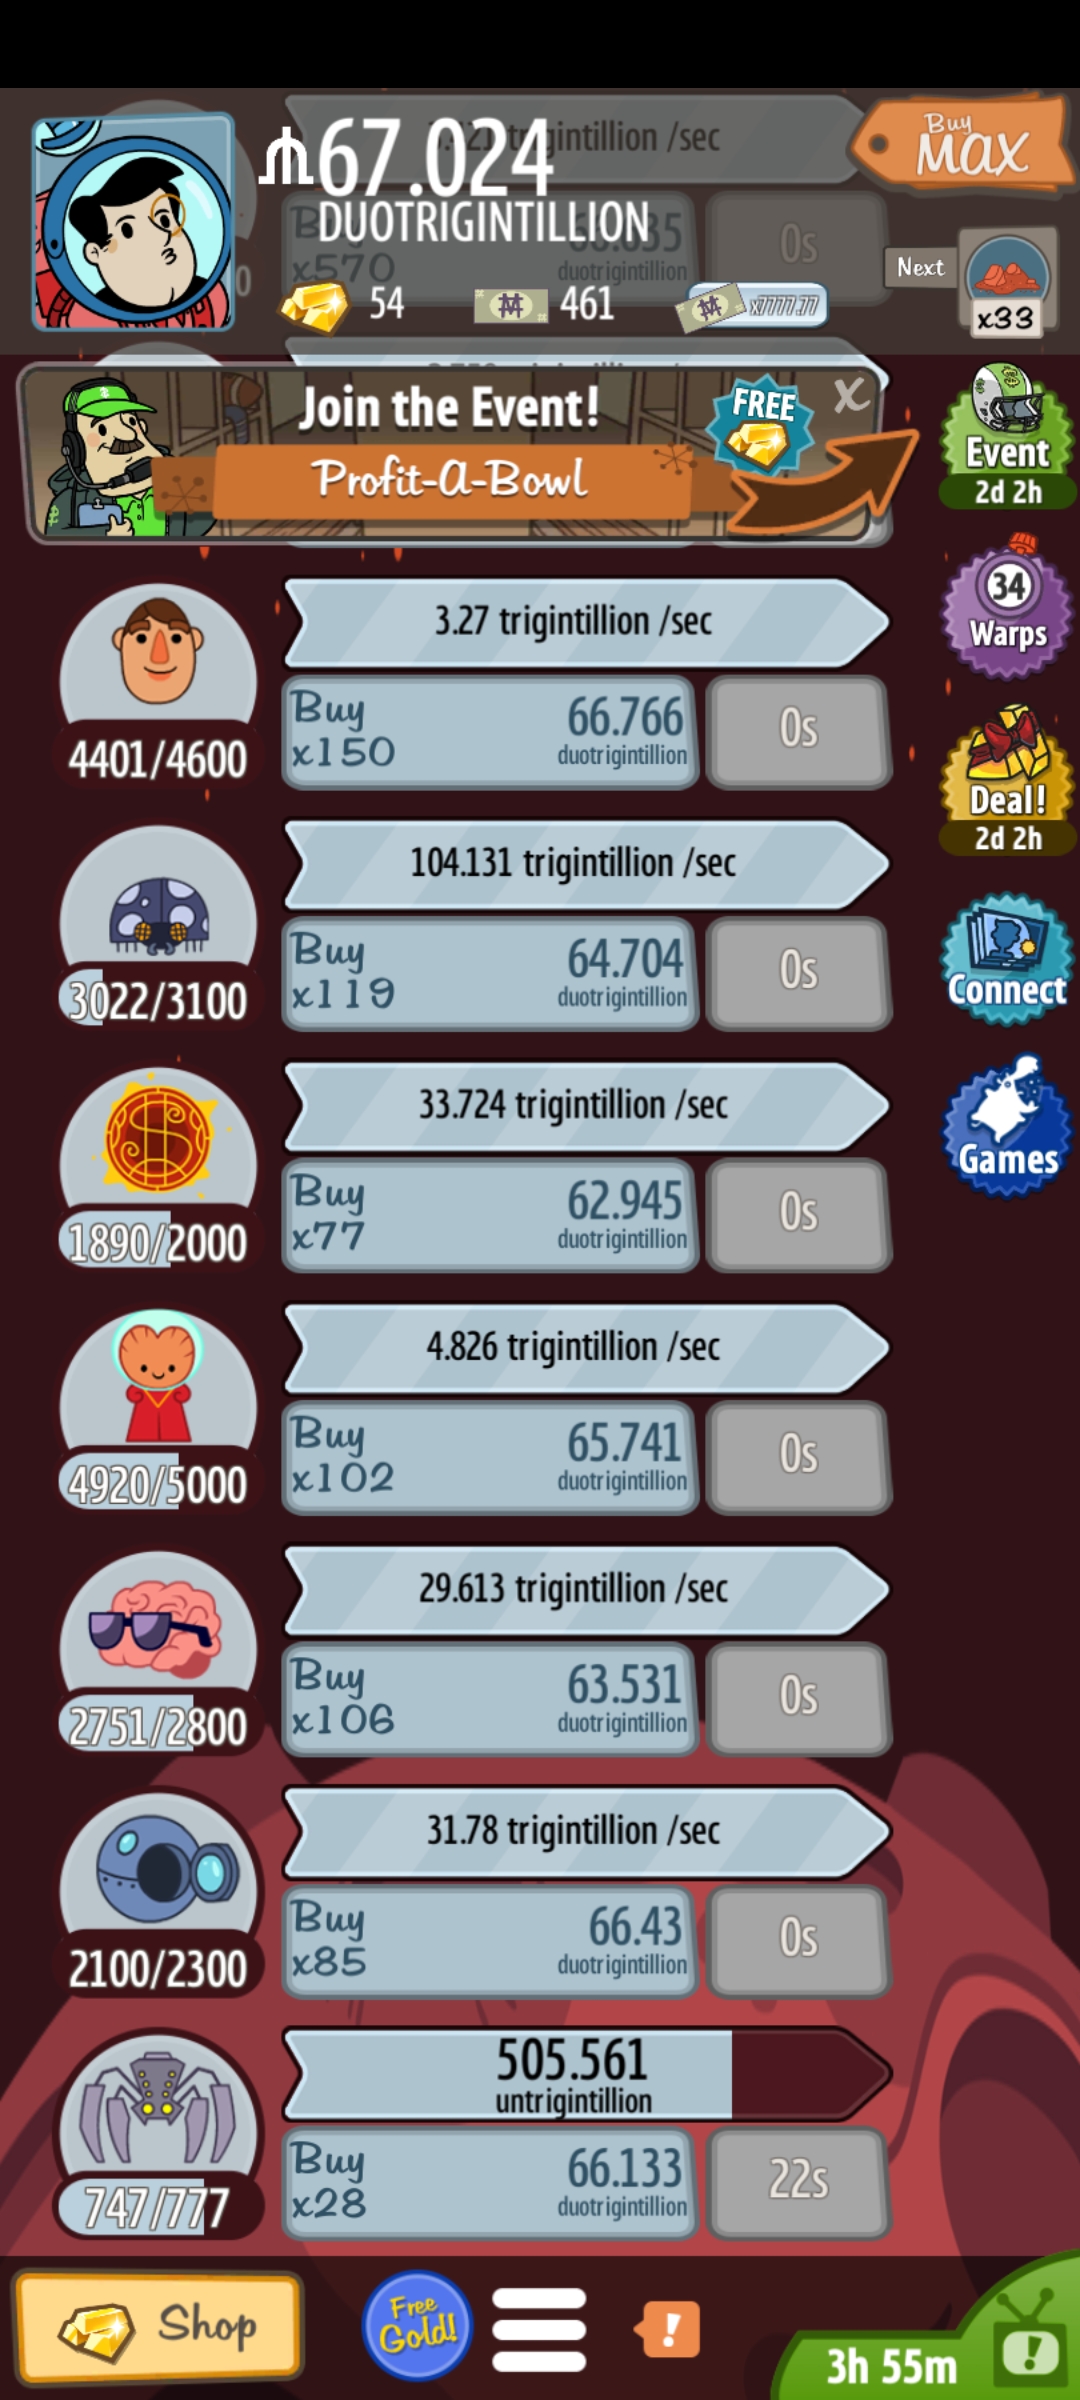 67.024
DUOTRIGINTILLION
Buy
MAX
trigintillion /sec
Buy
x570
duotrigintillion
0s
54
461
x7777.77
Next
x33
Join the Event!
Profit-A-Bowl
FREE
X
Event
2d 2h
3.27 trigintillion /sec
Buy
x150
66.766
duotrigintillion
0s
4401/4600
34
Warps
104.131 trigintillion /sec
Buy
x119
64.704
duotrigintillion
0s
3022/3100
Deal!
2d 2h
33.724 trigintillion /sec
Buy
x77
62.945
duotrigintillion
0s
1890/2000
Connect
Games
4.826 trigintillion /sec
Buy
x102
65.741
duotrigintillion
0s
4920/5000
29.613 trigintillion /sec
Buy
x106
63.531
duotrigintillion
0s
2751/2800
31.78 trigintillion /sec
Buy
x85
66.43
duotrigintillion
0s
2100/2300
505.561
untrigintillion
Buy
x28
66.133
duotrigintillion
22s
747/777
Shop
Free
Gold!
!
3h 55m
!